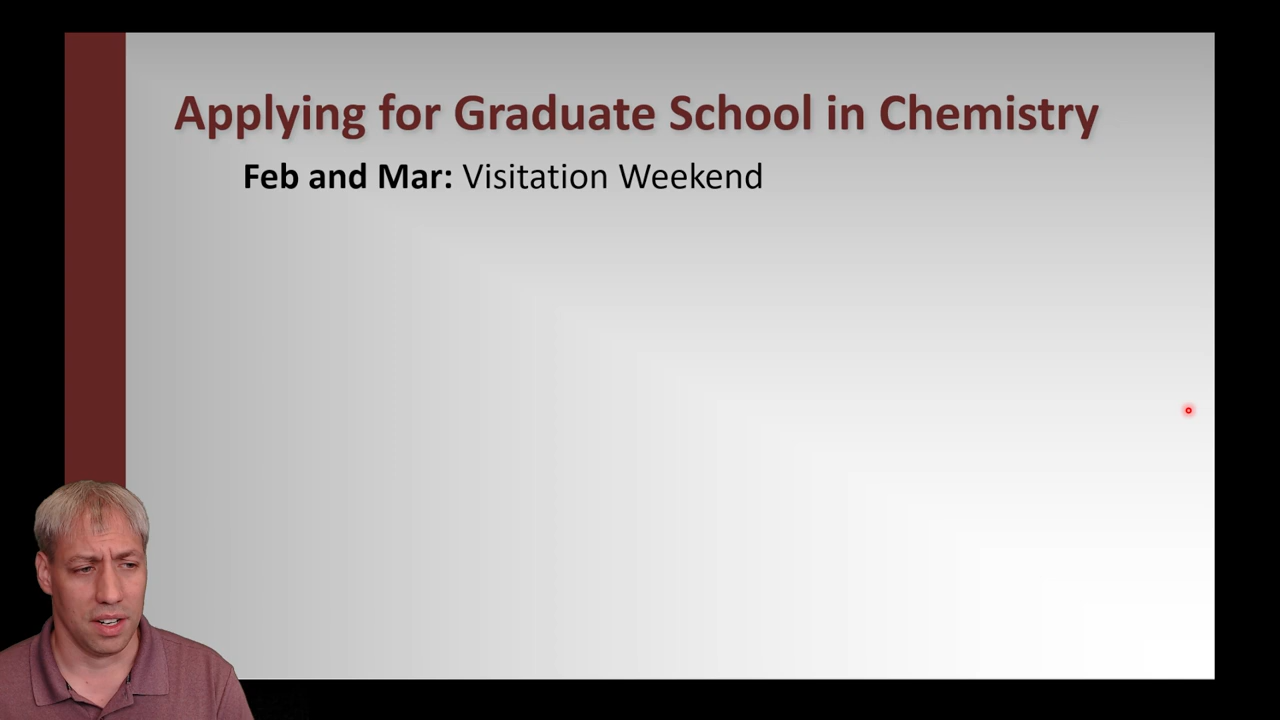 Applying for Graduate School in Chemistry
Feb and Mar: Visitation Weekend